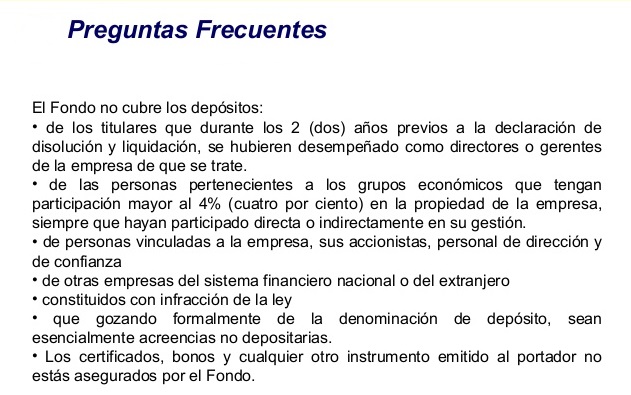 Preguntas Frecuentes
El Fondo no cubre los depósitos:
• de los titulares que durante los 2 (dos) años previos a la declaración de
disolución y liquidación, se hubieren desempeñado como directores o gerentes
de la empresa de que se trate.
• de las personas pertenecientes a los grupos económicos que tengan
participación mayor al 4% (cuatro por ciento) en la propiedad de la empresa,
siempre que hayan participado directa o indirectamente en su gestión.
• de personas vinculadas a la empresa, sus accionistas, personal de dirección y
de confianza
• de otras empresas del sistema financiero nacional o del extranjero
• constituidos con infracción de la ley
• que gozando formalmente de la denominación de depósito, sean
esencialmente acreencias no depositarias.
• Los certificados, bonos y cualquier otro instrumento emitido al portador no
estás asegurados por el Fondo.